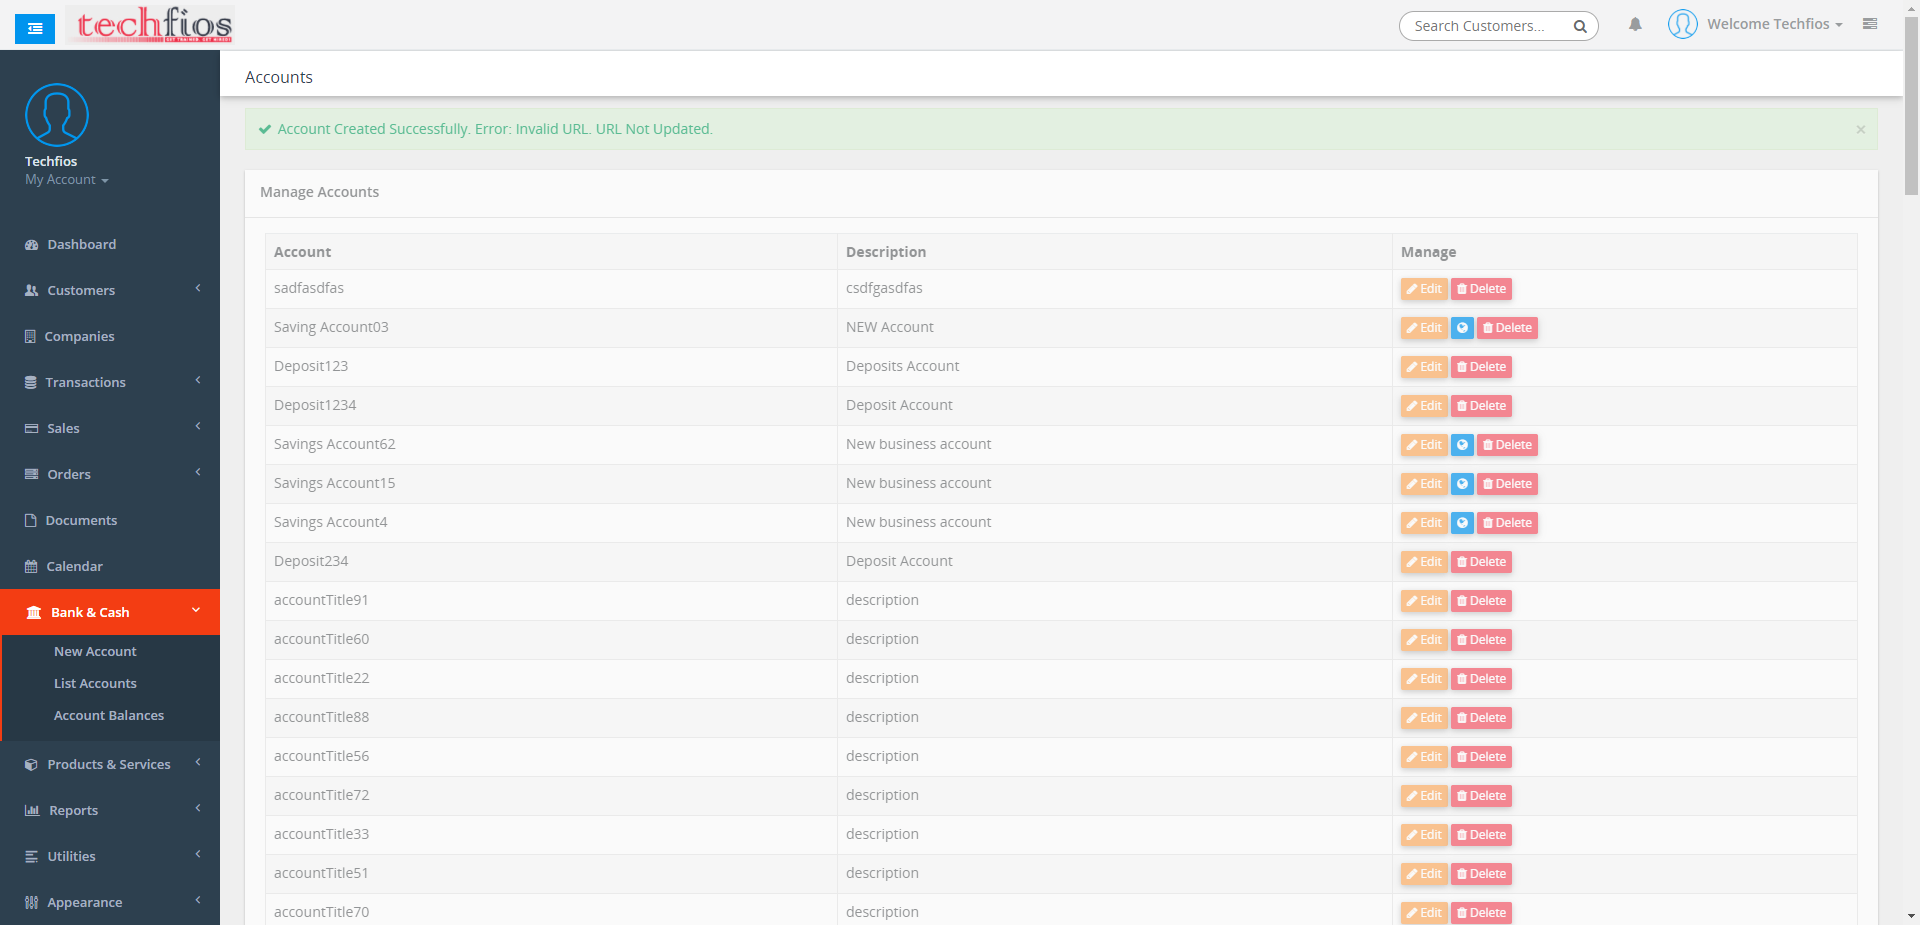 techfios
GET TRAINED. GET HIRED!
Search Customers...
Welcome Techfios
Techfios
My Account
Dashboard
Customers
Companies
Transactions
Sales
Orders
Documents
Calendar
Bank & Cash
New Account
List Accounts
Account Balances
Products & Services
Reports
Utilities
Appearance
Accounts
Account Created Successfully. Error: Invalid URL. URL Not Updated.
×
Manage Accounts
Account Description Manage
sadfasdfas csdfgasdfas Edit Delete
Saving Account03 NEW Account Edit Delete
Deposit123 Deposits Account Edit Delete
Deposit1234 Deposit Account Edit Delete
Savings Account62 New business account Edit Delete
Savings Account15 New business account Edit Delete
Savings Account4 New business account Edit Delete
Deposit234 Deposit Account Edit Delete
accountTitle91 description Edit Delete
accountTitle60 description Edit Delete
accountTitle22 description Edit Delete
accountTitle88 description Edit Delete
accountTitle56 description Edit Delete
accountTitle72 description Edit Delete
accountTitle33 description Edit Delete
accountTitle51 description Edit Delete
accountTitle70 description Edit Delete